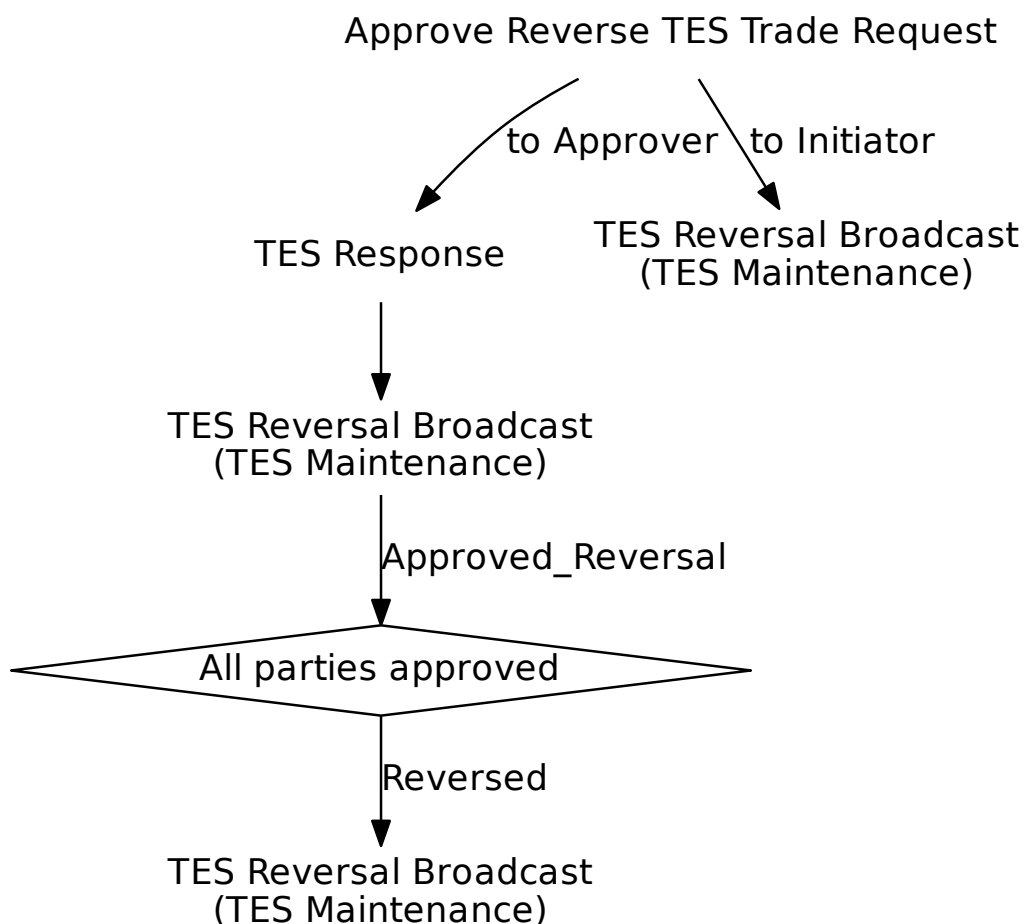 Approve Reverse TES Trade Request
to Approver
to Initiator
TES Response
TES Reversal Broadcast
(TES Maintenance)
TES Reversal Broadcast
(TES Maintenance)
Approved_Reversal
All parties approved
Reversed
TES Reversal Broadcast
(TES Maintenance)